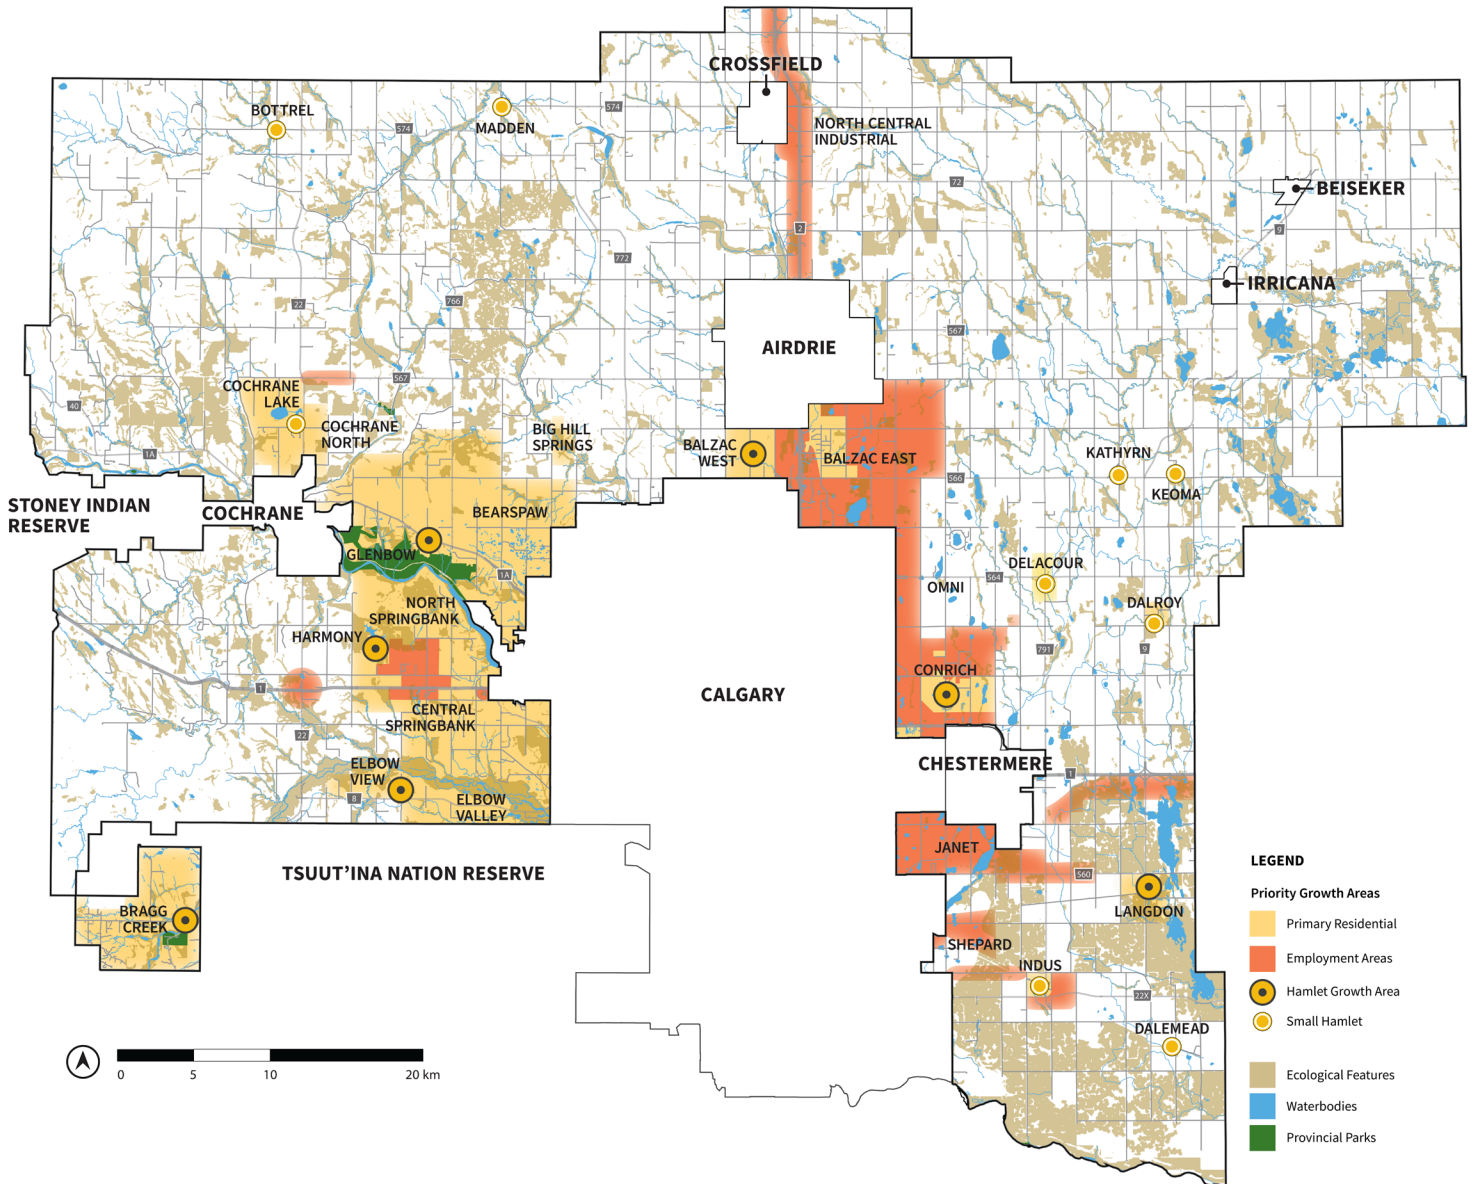 CROSSFIELD
BOTTREL
MADDEN
574
574
NORTH CENTRAL
INDUSTRIAL
72
BEISEKER
9
2
772
22
766
IRRICANA
567
AIRDRIE
567
COCHRANE
LAKE
40
COCHRANE
NORTH
BIG HILL
SPRINGS
1A
BALZAC
WEST
BALZAC EAST
KATHYRN
566
KEOMA
STONEY INDIAN
RESERVE
COCHRANE
BEARSPAW
GLENBOW
1A
DELACOUR
564
OMNI
NORTH
SPRINGBANK
DALROY
HARMONY
791
9
CONRICH
1
CALGARY
CENTRAL
SPRINGBANK
22
ELBOW
VIEW
CHESTERMERE
1
8
ELBOW
VALLEY
JANET
TSUUT'INA NATION RESERVE
560
LANGDON
BRAGG
CREEK
SHEPARD
INDUS
22X
DALEMEAD
0 5 10 20 km
LEGEND
Priority Growth Areas
Primary Residential
Employment Areas
Hamlet Growth Area
Small Hamlet
Ecological Features
Waterbodies
Provincial Parks